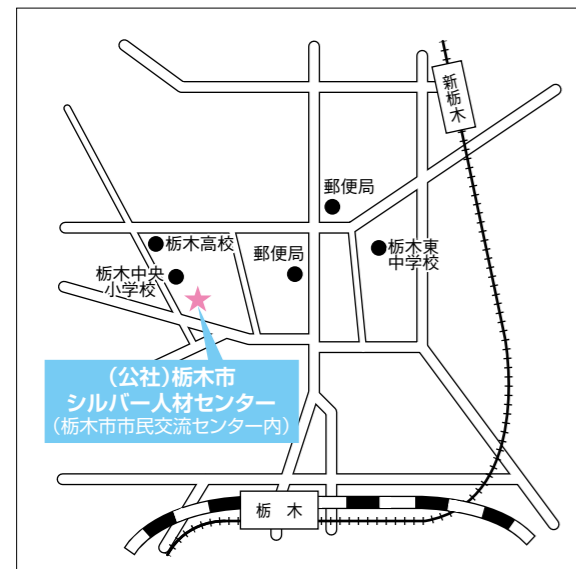 新栃木
郵便局
栃木高校
郵便局
栃木東
中学校
栃木中央
小学校
(公社)栃木市
シルバー人材センター
(栃木市市民交流センター内)
栃 木